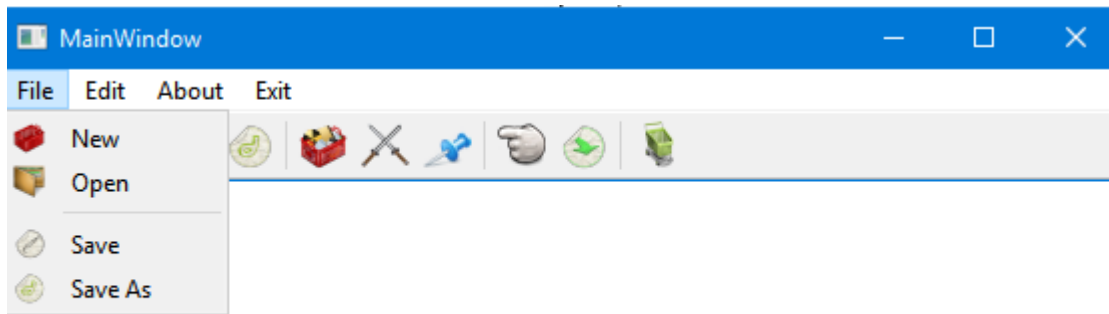 MainWindow
File Edit About Exit
New
Open
Save
Save As